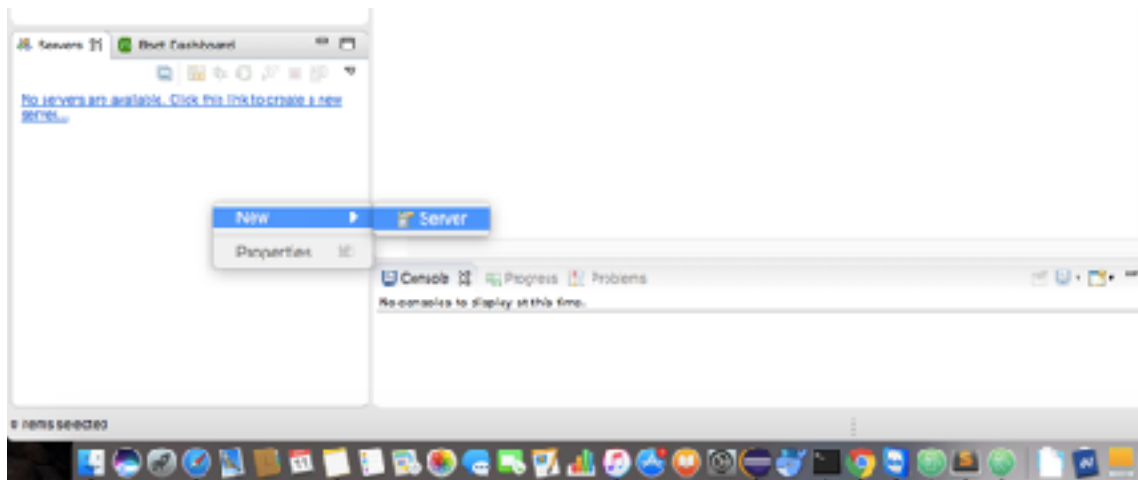 Servers
Boot Dashboard
No servers are available. Click this link to create a new
server...
New
Server
Properties
Console
Progress
Problems
No consoles to display at this time.
0 items selected